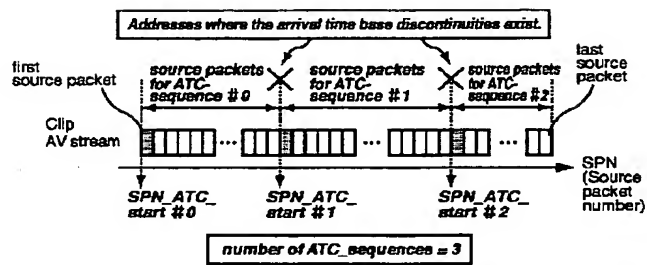 Addresses where the arrival time base discontinuities exist.
first
source packet
source packets
for ATC-
sequence #0
source packets
for ATC-
sequence #1
source packets
for ATC-
sequence #2
last
source
packet
Clip
AV stream
... ... ...
SPN
(Source
packet
number)
SPN_ATC_
start #0
SPN_ATC_
start #1
SPN_ATC_
start #2
number of ATC_sequences = 3